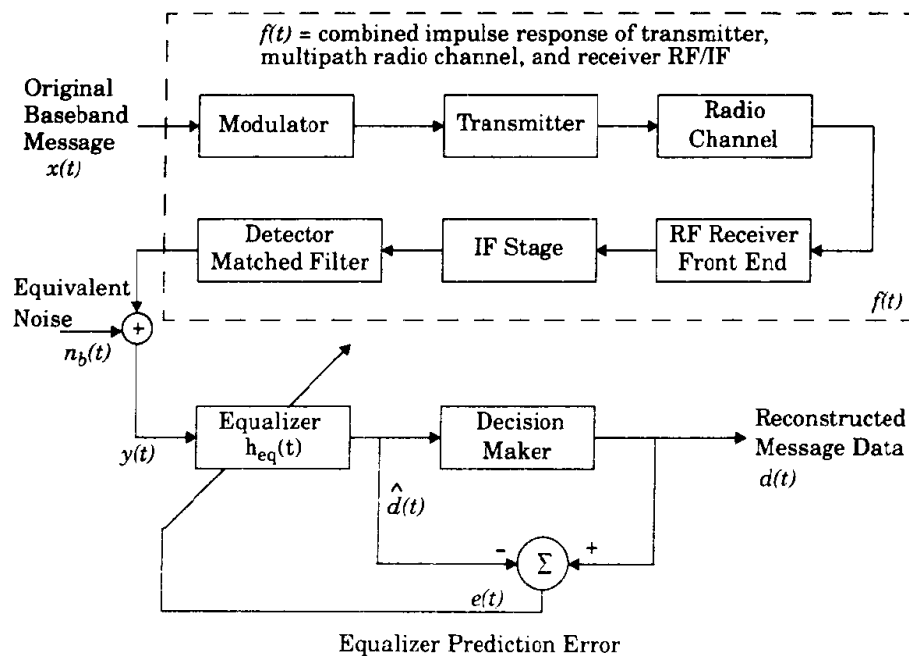 f(t) = combined impulse response of transmitter,
multipath radio channel, and receiver RF/IF
Original
Baseband
Message
x(t)
Modulator
Transmitter
Radio
Channel
Detector
Matched Filter
IF Stage
RF Receiver
Front End
f(t)
Equivalent
Noise
n_b(t)
+
y(t)
Equalizer
h_eq(t)
Decision
Maker
Reconstructed
Message Data
d(t)
d̂(t)
-
Σ
+
e(t)
Equalizer Prediction Error